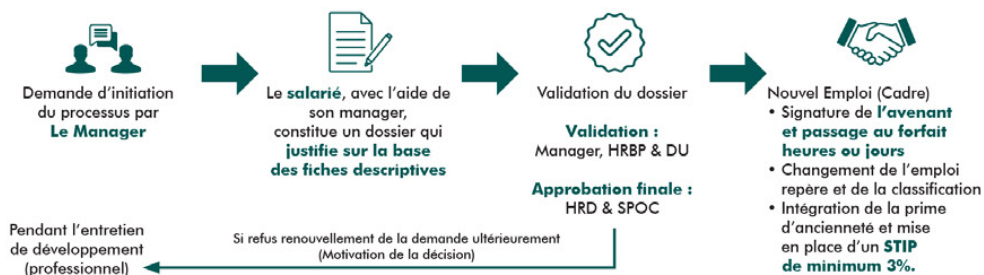 Demande d’initiation
du processus par
Le Manager
Le salarié, avec l’aide de
son manager,
constitue un dossier qui
justifie sur la base
des fiches descriptives
Validation du dossier
Validation :
Manager, HRBP & DU
Approbation finale :
HRD & SPOC
Nouvel Emploi (Cadre)
• Signature de l’avenant
et passage au forfait
heures ou jours
• Changement de l’emploi
repère et de la classification
• Intégration de la prime
d’ancienneté et mise
en place d’un STIP
de minimum 3%.
Si refus renouvellement de la demande ultérieurement
(Motivation de la décision)
Pendant l’entretien
de développement
(professionnel)